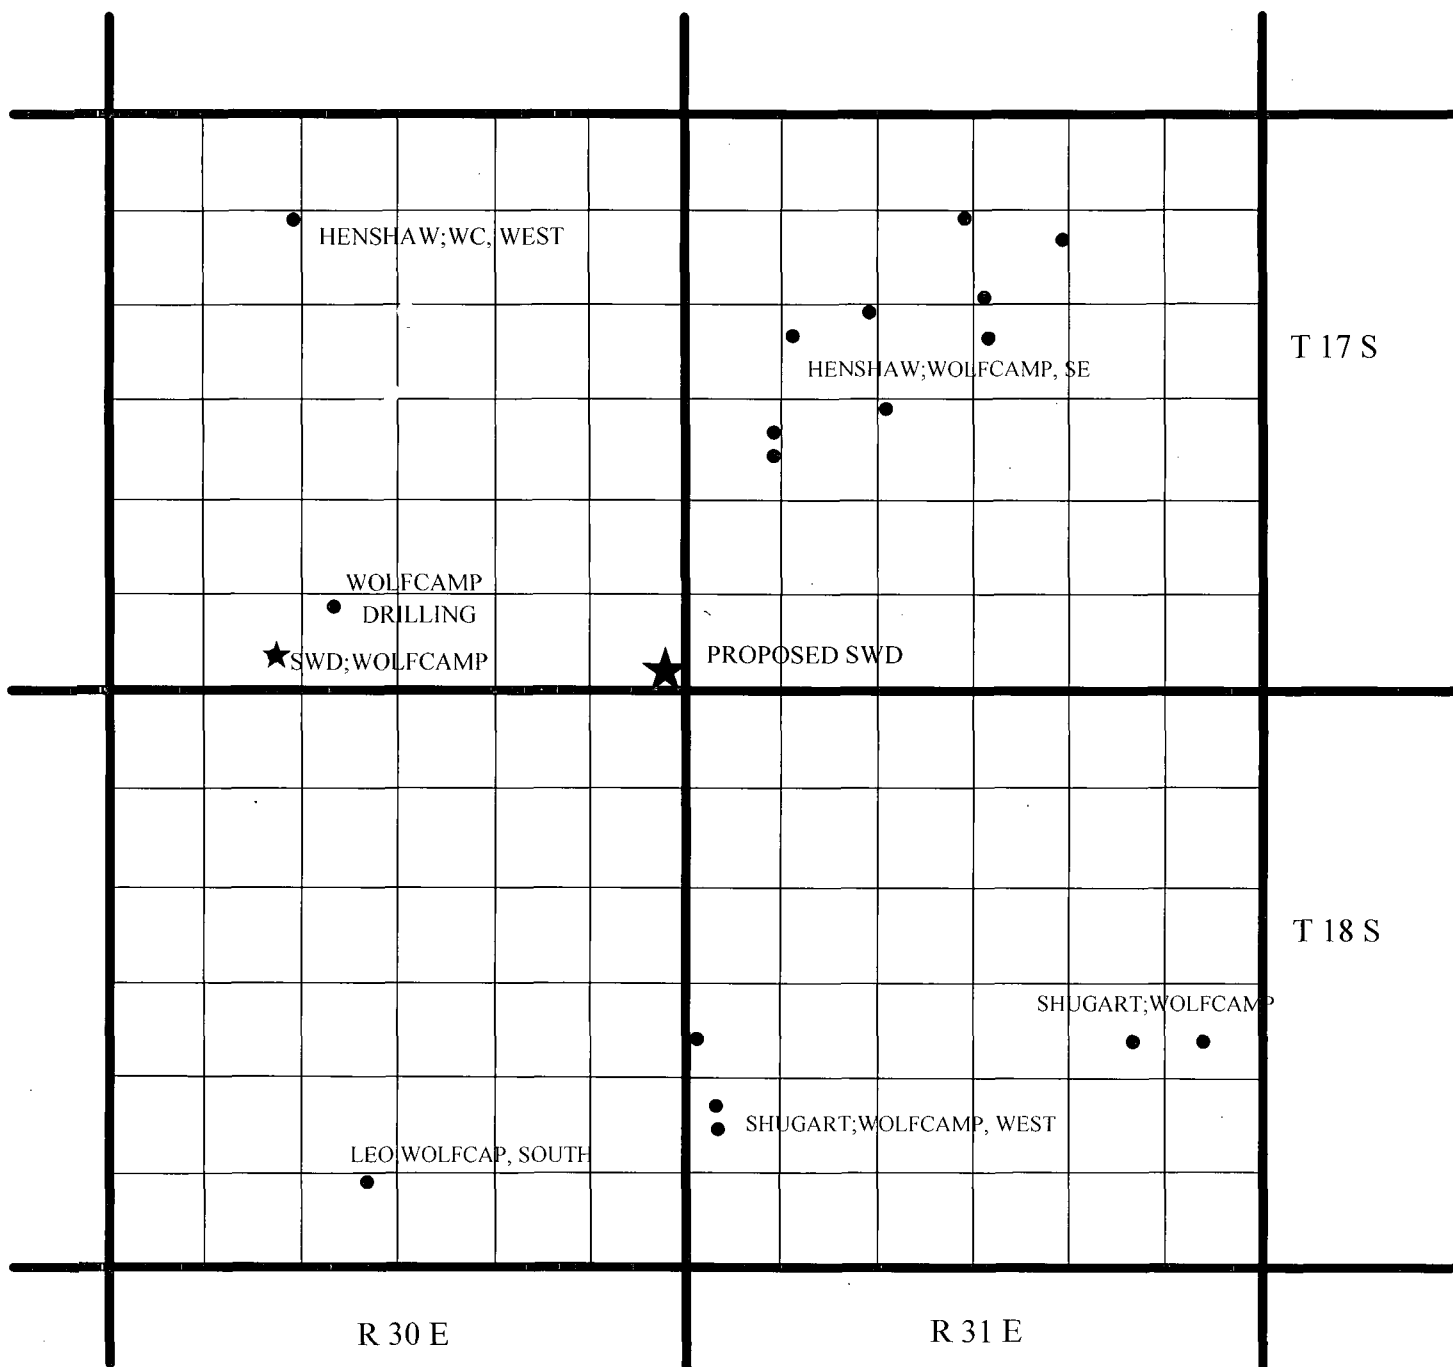 HENSHAW;WC, WEST
T 17 S
HENSHAW;WOLFCAMP, SE
WOLFCAMP
DRILLING
SWD;WOLFCAMP
PROPOSED SWD
T 18 S
SHUGART;WOLFCAMP
SHUGART;WOLFCAMP, WEST
LEO;WOLFCAP, SOUTH
R 30 E
R 31 E